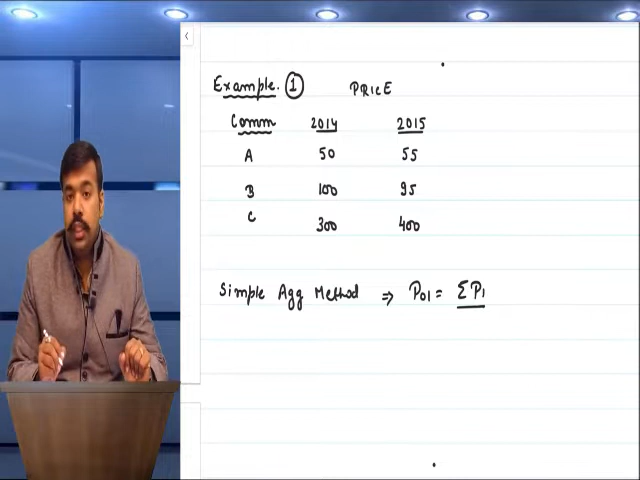 Example. 1 PRICE
Comm 2014 2015
A 50 55
B 100 95
C 300 400
Simple Agg Method ⇒ P01 = ΣP1